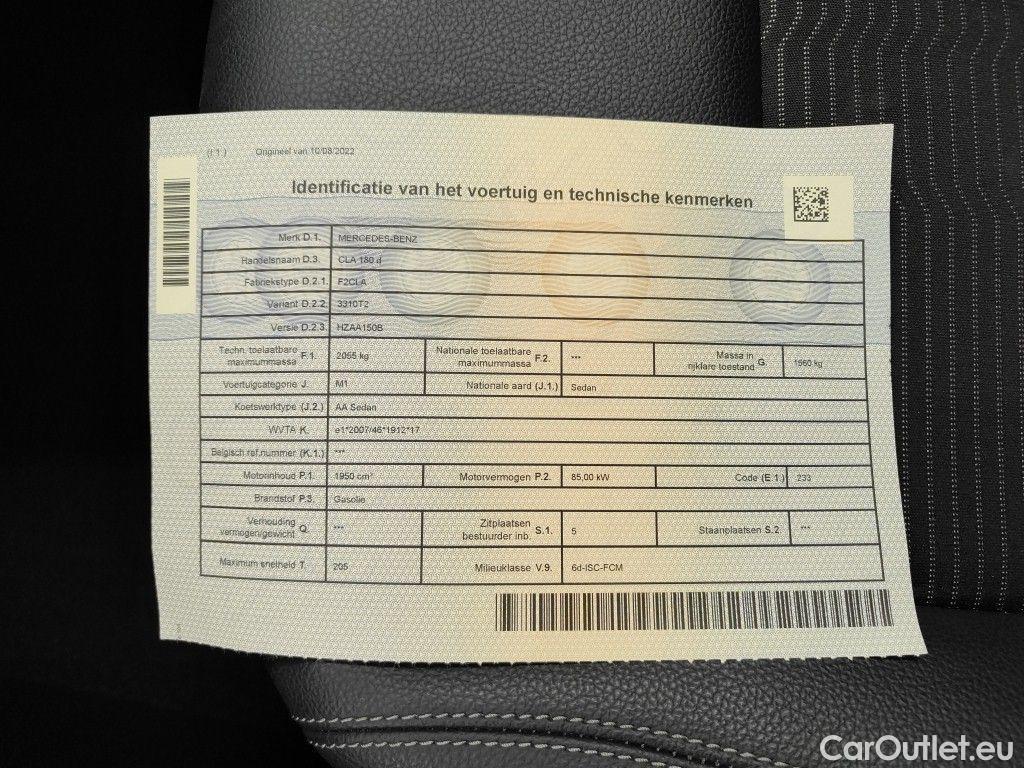 (I.1.) Origineel van 10/08/2022
Identificatie van het voertuig en technische kenmerken
Merk D.1. MERCEDES-BENZ
Handelsnaam D.3. CLA 180 d
Fabriekstype D.2.1. F2CLA
Variant D.2.2. 3310T2
Versie D.2.3. HZAA150B
Techn. toelaatbare maximummassa F.1. 2055 kg Nationale toelaatbare maximummassa F.2. *** Massa in rijklare toestand G. 1560 kg
Voertuigcategorie J. M1 Nationale aard (J.1.) Sedan
Koetswerktype (J.2.) AA Sedan
WVTA K. e1*2007/46*1912*17
Belgisch ref.nummer (K.1.) ***
Motorinhoud P.1. 1950 cm³ Motorvermogen P.2. 85,00 kW Code (E.1.) 233
Brandstof P.3. Gasolie
Verhouding vermogen/gewicht Q. *** Zitplaatsen bestuurder inb. S.1. 5 Staanplaatsen S.2. ***
Maximum snelheid T. 205 Milieuklasse V.9. 6d-ISC-FCM
CarOutlet.eu